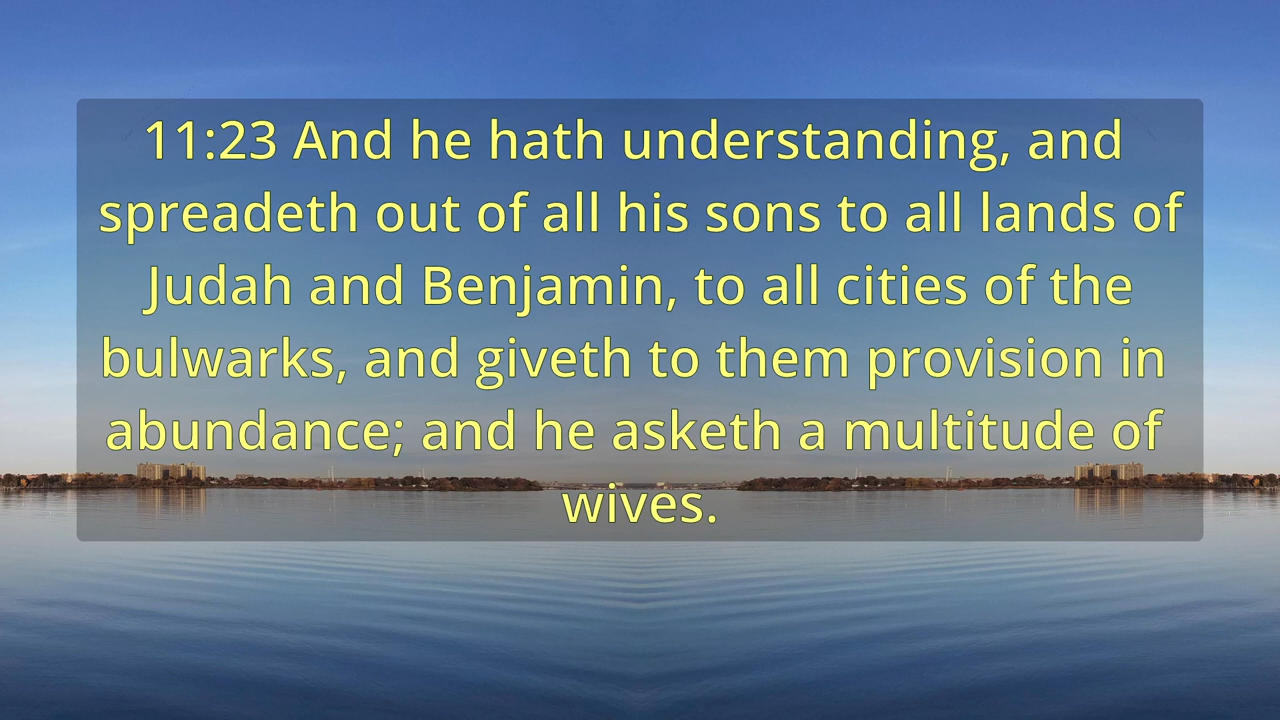 11:23 And he hath understanding, and
spreadeth out of all his sons to all lands of
Judah and Benjamin, to all cities of the
bulwarks, and giveth to them provision in
abundance; and he asketh a multitude of
wives.